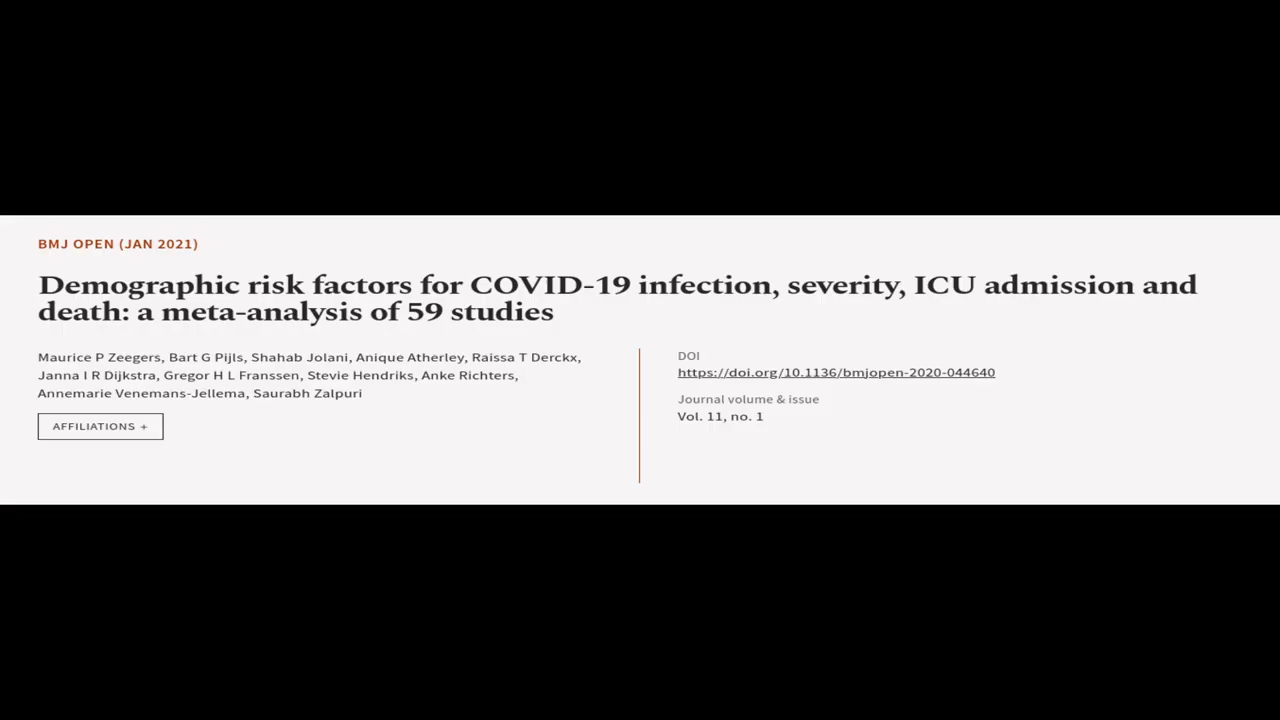 BMJ OPEN (JAN 2021)
Demographic risk factors for COVID-19 infection, severity, ICU admission and
death: a meta-analysis of 59 studies
Maurice P Zeegers, Bart G Pijls, Shahab Jolani, Anique Atherley, Raissa T Derckx,
Janna I R Dijkstra, Gregor H L Franssen, Stevie Hendriks, Anke Richters,
Annemarie Venemans-Jellema, Saurabh Zalpuri
AFFILIATIONS +
DOI
https://doi.org/10.1136/bmjopen-2020-044640
Journal volume & issue
Vol. 11, no. 1